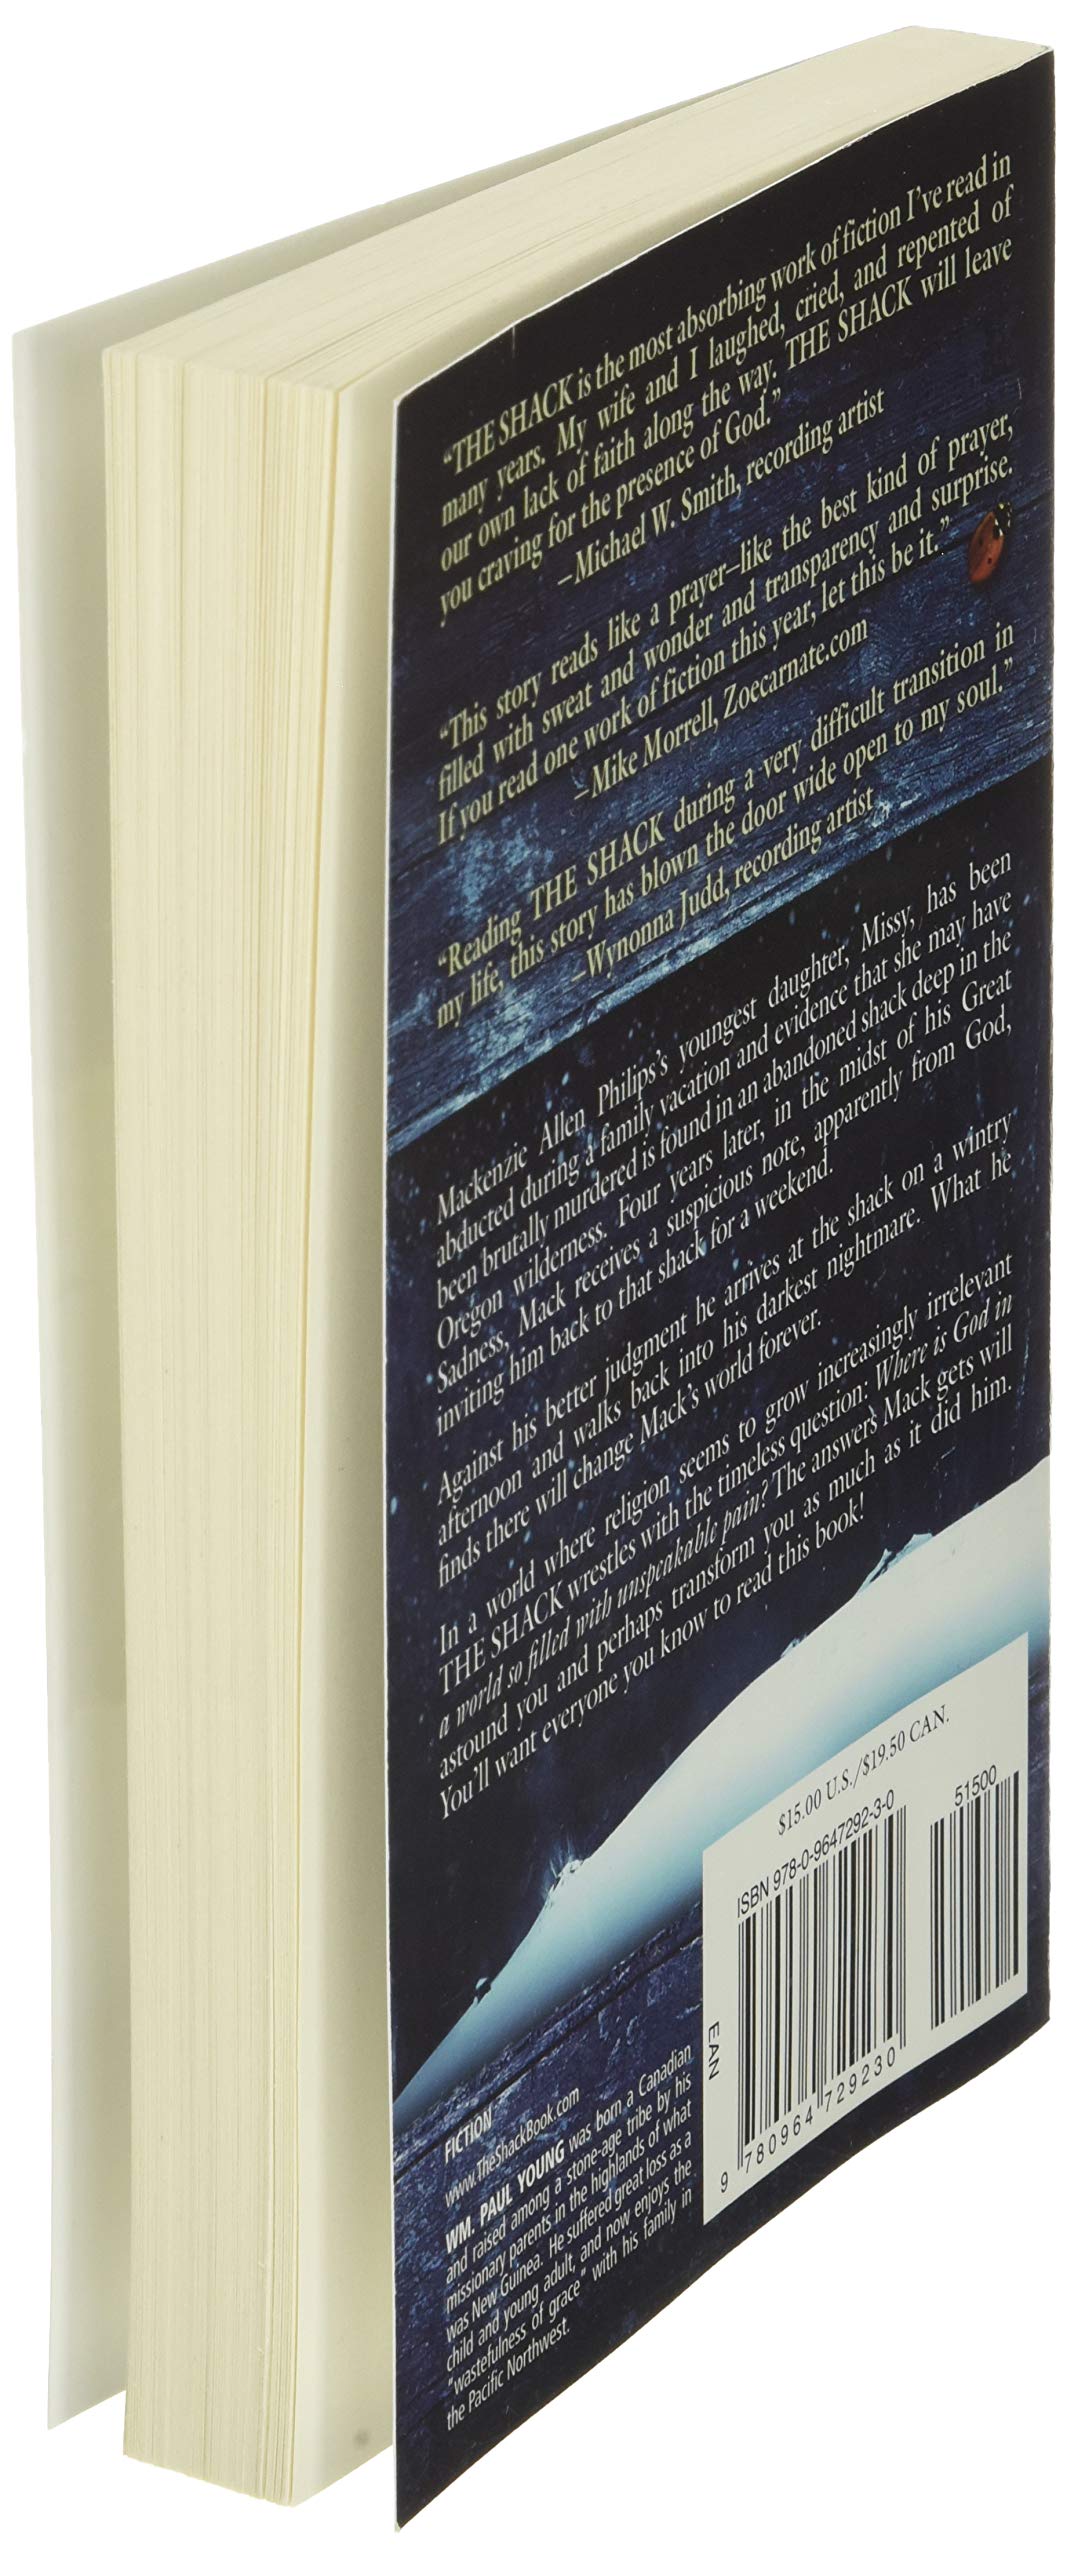 “THE SHACK is the most absorbing work of fiction I’ve read in
many years. My wife and I laughed, cried, and repented of
our own lack of faith along the way. THE SHACK will leave
you craving for the presence of God.”
–Michael W. Smith, recording artist
“This story reads like a prayer–like the best kind of prayer,
filled with sweat and wonder and transparency and surprise.
If you read one work of fiction this year, let this be it.”
–Mike Morrell, Zoecarnate.com
“Reading THE SHACK during a very difficult transition in
my life, this story has blown the door wide open to my soul.”
–Wynonna Judd, recording artist
Mackenzie Allen Philips’s youngest daughter, Missy, has been
abducted during a family vacation and evidence that she may have
been brutally murdered is found in an abandoned shack deep in the
Oregon wilderness. Four years later, in the midst of his Great
Sadness, Mack receives a suspicious note, apparently from God,
inviting him back to that shack for a weekend.
Against his better judgment he arrives at the shack on a wintry
afternoon and walks back into his darkest nightmare. What he
finds there will change Mack’s world forever.
In a world where religion seems to grow increasingly irrelevant
THE SHACK wrestles with the timeless question: Where is God in
a world so filled with unspeakable pain? The answers Mack gets will
astound you and perhaps transform you as much as it did him.
You’ll want everyone you know to read this book!
$15.00 U.S./$19.50 CAN.
ISBN 978-0-9647292-3-0
51500
EAN
9 780964 729230
FICTION
www.TheShackBook.com
WM. PAUL YOUNG was born a Canadian
and raised among a stone-age tribe by his
missionary parents in the highlands of what
was New Guinea. He suffered great loss as a
child and young adult, and now enjoys the
“wastefulness of grace” with his family in
the Pacific Northwest.